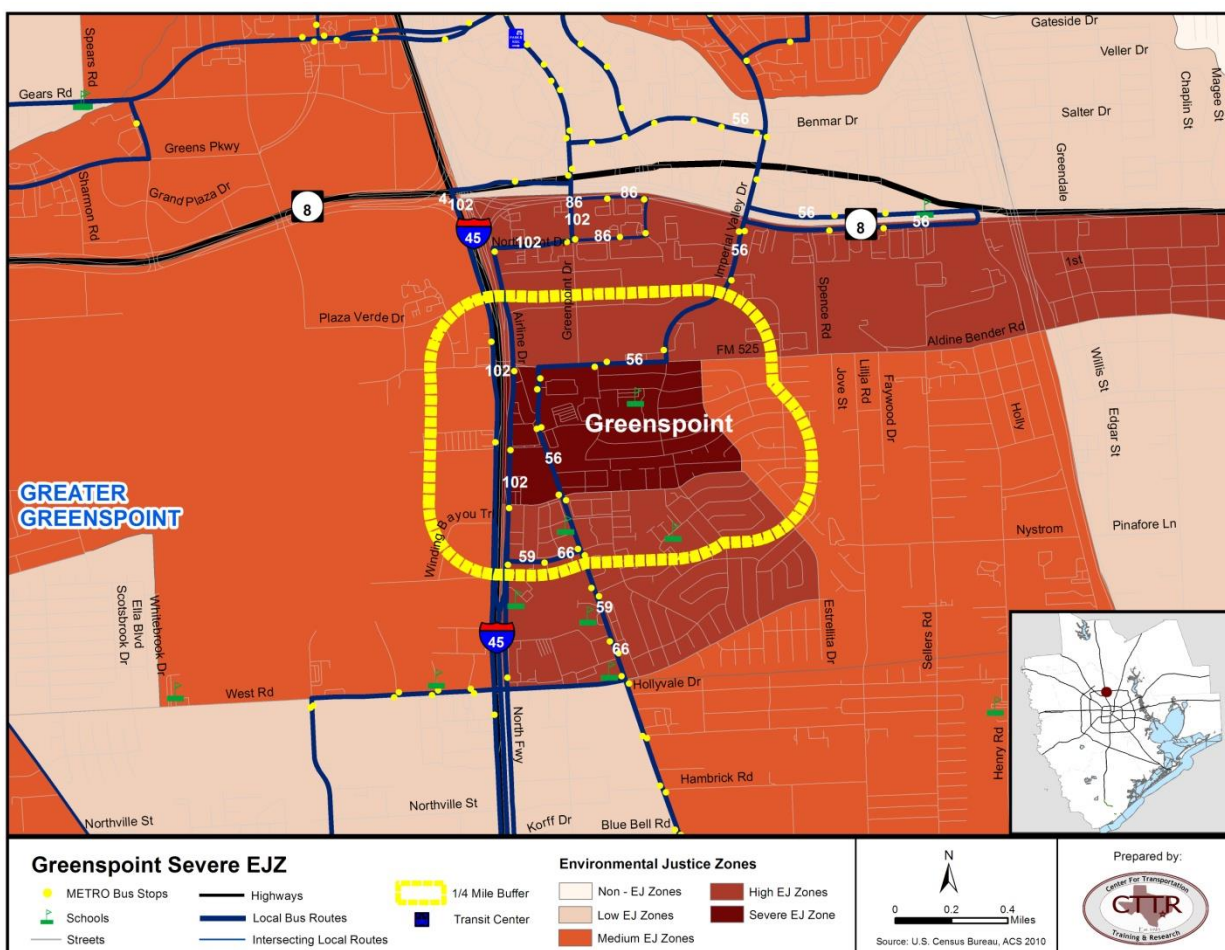 Gateside Dr
Veller Dr
Spears Rd
Gears Rd
Chaplin St
Magee St
Salter Dr
56
Benmar Dr
Greens Pkwy
Greendale
Sharmon Rd
Grand Plaza Dr
8
4
102
86
86
102
45
102
86
Imperial Valley Dr
56
8
56
56
1st
Greenpoint Dr
Spence Rd
Plaza Verde Dr
Airline Dr
Aldine Bender Rd
FM 525
56
102
Willis St
Jove St
Lillja Rd
Faywood Dr
Holly
Edgar St
Greenspoint
56
102
GREATER
GREENSPOINT
Winding Bayou Trl
Nystrom
Pinafore Ln
59
66
Scotsbrook Dr
Ella Blvd
Whitebrook Dr
59
45
66
Estrellita Dr
Sellers Rd
West Rd
Hollyvale Dr
North Fwy
Henry Rd
Hambrick Rd
Northville St
Northville St
Korff Dr
Blue Bell Rd
Greenspoint Severe EJZ
METRO Bus Stops
Schools
Streets
Highways
Local Bus Routes
Intersecting Local Routes
1/4 Mile Buffer
Transit Center
Environmental Justice Zones
Non - EJ Zones
Low EJ Zones
Medium EJ Zones
High EJ Zones
Severe EJ Zone
N
0 0.2 0.4
Miles
Source: U.S. Census Bureau, ACS 2010
Prepared by:
Center For Transportation
CTTR
Training & Research